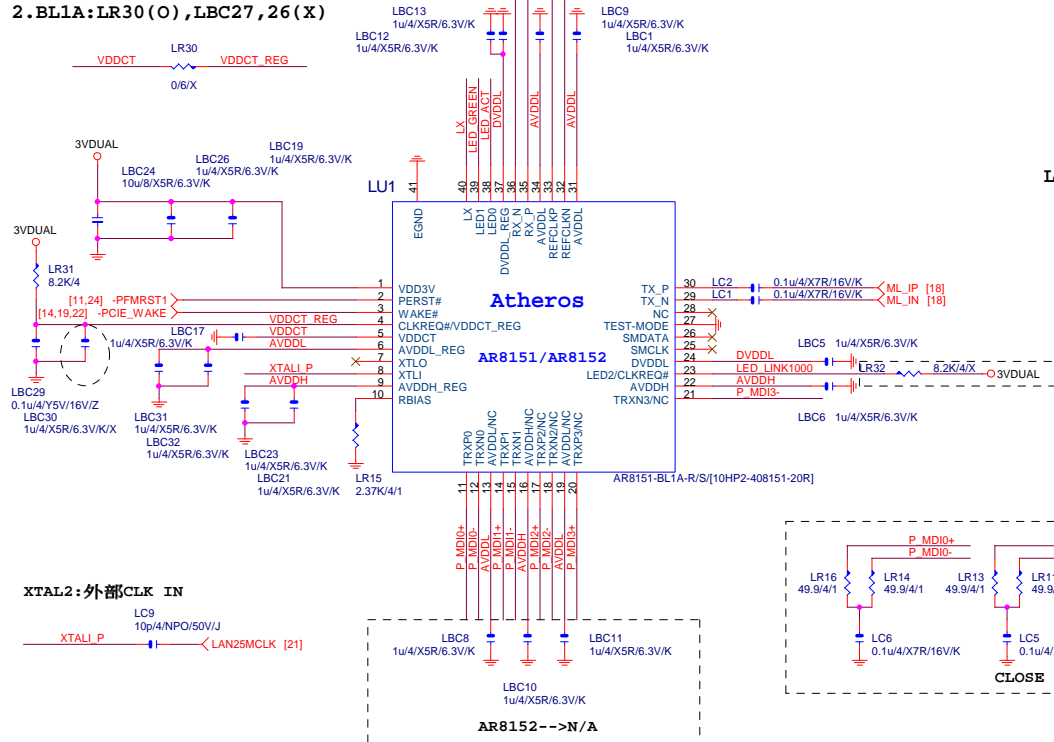 2.BL1A:LR30(O),LBC27,26(X)
LR30
VDDCT
VDDCT_REG
0/6/X
LBC13
1u/4/X5R/6.3V/K
LBC12
1u/4/X5R/6.3V/K
LBC9
1u/4/X5R/6.3V/K
LBC1
1u/4/X5R/6.3V/K
LX
LED_GREEN
LED_ACT
DVDDL
AVDDL
AVDDL
3VDUAL
LBC24
10u/8/X5R/6.3V/K
LBC26
1u/4/X5R/6.3V/K
LBC19
1u/4/X5R/6.3V/K
LU1
41
40
39
38
37
36
35
34
33
32
31
EGND
LX
LED1
LED0
DVDDL_REG
RX_N
RX_P
AVDDL
REFCLKP
REFCLKN
AVDDL
3VDUAL
LR31
8.2K/4
[11,24] -PFMRST1
[14,19,22] -PCIE_WAKE
VDDCT_REG
VDDCT
AVDDL
XTALI_P
AVDDH
LBC17
1u/4/X5R/6.3V/K
1 VDD3V
2 PERST#
3 WAKE#
4 CLKREQ#/VDDCT_REG
5 VDDCT
6 AVDDL_REG
7 XTLO
8 XTLI
9 AVDDH_REG
10 RBIAS
Atheros
AR8151/AR8152
TX_P 30
TX_N 29
NC 28
TEST-MODE 27
SMDATA 26
SMCLK 25
DVDDL 24
LED2/CLKREQ# 23
AVDDH 22
TRXN3/NC 21
LC2 0.1u/4/X7R/16V/K ML_IP [18]
LC1 0.1u/4/X7R/16V/K ML_IN [18]
LBC5 1u/4/X5R/6.3V/K
DVDDL
LED_LINK1000
AVDDH
P_MDI3-
LR32 8.2K/4/X 3VDUAL
LBC6 1u/4/X5R/6.3V/K
LBC29
0.1u/4/Y5V/16V/Z
LBC30
1u/4/X5R/6.3V/K/X
LBC31
1u/4/X5R/6.3V/K
LBC32
1u/4/X5R/6.3V/K
LBC23
1u/4/X5R/6.3V/K
LBC21
1u/4/X5R/6.3V/K
LR15
2.37K/4/1
TRXP0
TRXN0
AVDDL/NC
TRXP1
TRXN1
AVDDH/NC
TRXP2/NC
TRXN2/NC
AVDDL/NC
TRXP3/NC
11
12
13
14
15
16
17
18
19
20
AR8151-BL1A-R/S/[10HP2-408151-20R]
P_MDI0+
P_MDI0-
AVDDL
P_MDI1+
P_MDI1-
AVDDH
P_MDI2+
P_MDI2-
AVDDL
P_MDI3+
XTAL2:外部CLK IN
LC9
10p/4/NPO/50V/J
XTALI_P
LAN25MCLK [21]
LBC8
1u/4/X5R/6.3V/K
LBC11
1u/4/X5R/6.3V/K
LBC10
1u/4/X5R/6.3V/K
AR8152-->N/A
P_MDI0+
P_MDI0-
LR16
49.9/4/1
LR14
49.9/4/1
LR13
49.9/4/1
LC6
0.1u/4/X7R/16V/K
LC5
CLOSE